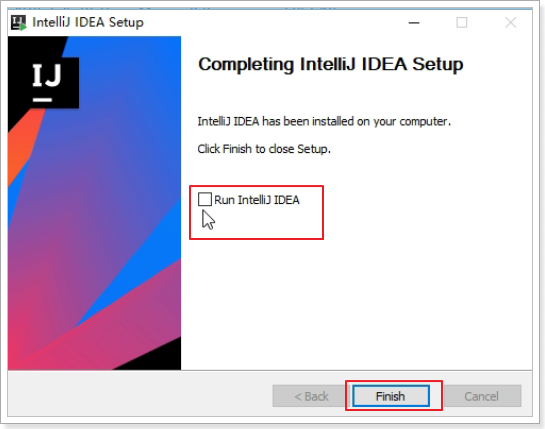 IntelliJ IDEA Setup
IJ
Completing IntelliJ IDEA Setup
IntelliJ IDEA has been installed on your computer.
Click Finish to close Setup.
Run IntelliJ IDEA
< Back
Finish
Cancel